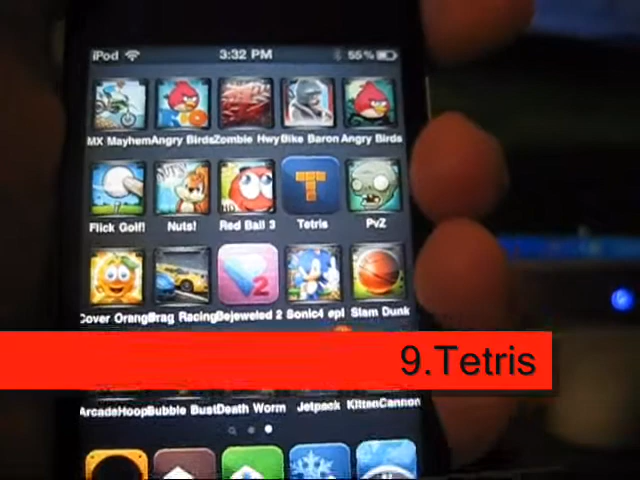 iPod 3:32 PM 55%
MX Mayhem Angry Birds Zombie Hwy Bike Baron Angry Birds
Flick Golf! Nuts! Red Ball 3 Tetris PvZ
Cover Orang Drag Racing Bejeweled 2 Sonic4 epI Slam Dunk
9.Tetris
ArcadeHoop Bubble Bust Death Worm Jetpack KittenCannon